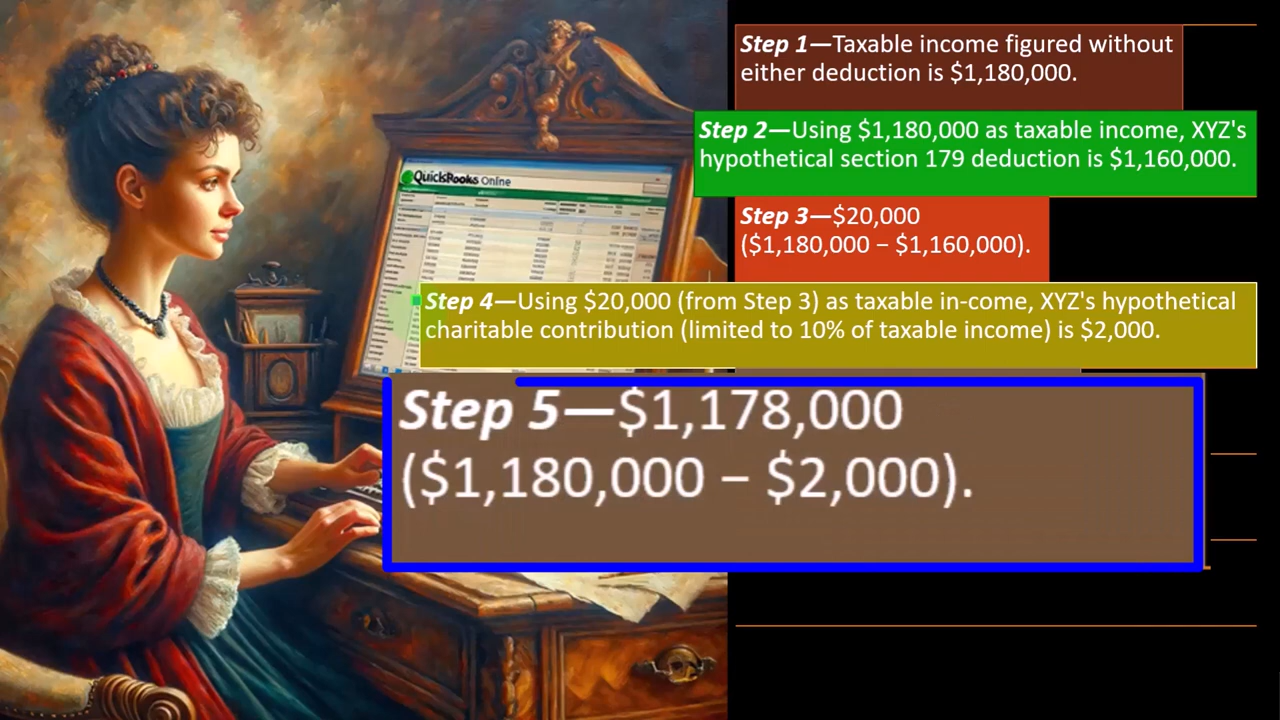 Step 1—Taxable income figured without
either deduction is $1,180,000.
Step 2—Using $1,180,000 as taxable income, XYZ's
hypothetical section 179 deduction is $1,160,000.
Step 3—$20,000
($1,180,000 – $1,160,000).
Step 4—Using $20,000 (from Step 3) as taxable in-come, XYZ's hypothetical
charitable contribution (limited to 10% of taxable income) is $2,000.
Step 5—$1,178,000
($1,180,000 – $2,000).
QuickRooks Online